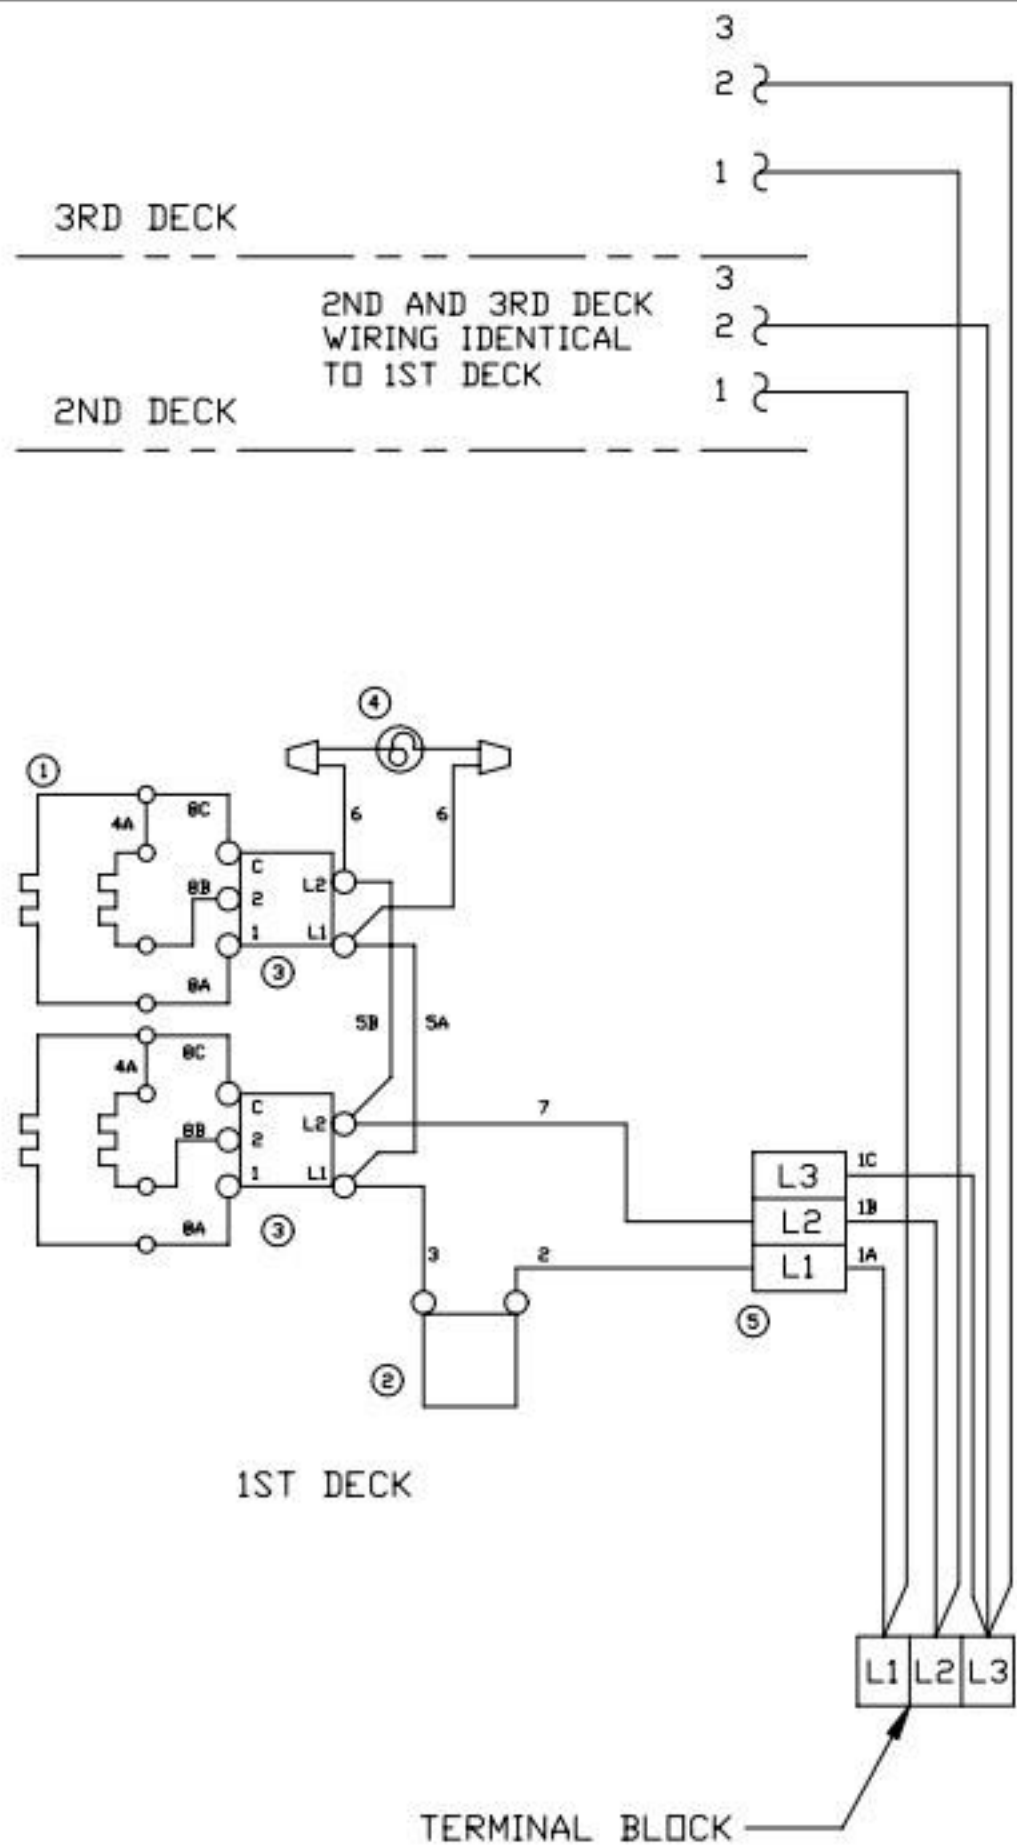 3
2
1
3RD DECK
3
2ND AND 3RD DECK
2
WIRING IDENTICAL
TO 1ST DECK
1
2ND DECK
4
1
8C
4A
6
6
C
L2
8B
2
1
L1
3
8A
5B
5A
8C
4A
C
L2
7
8B
2
1
L1
L3
1C
8A
3
L2
1B
3
2
L1
1A
5
2
1ST DECK
L1
L2
L3
TERMINAL BLOCK